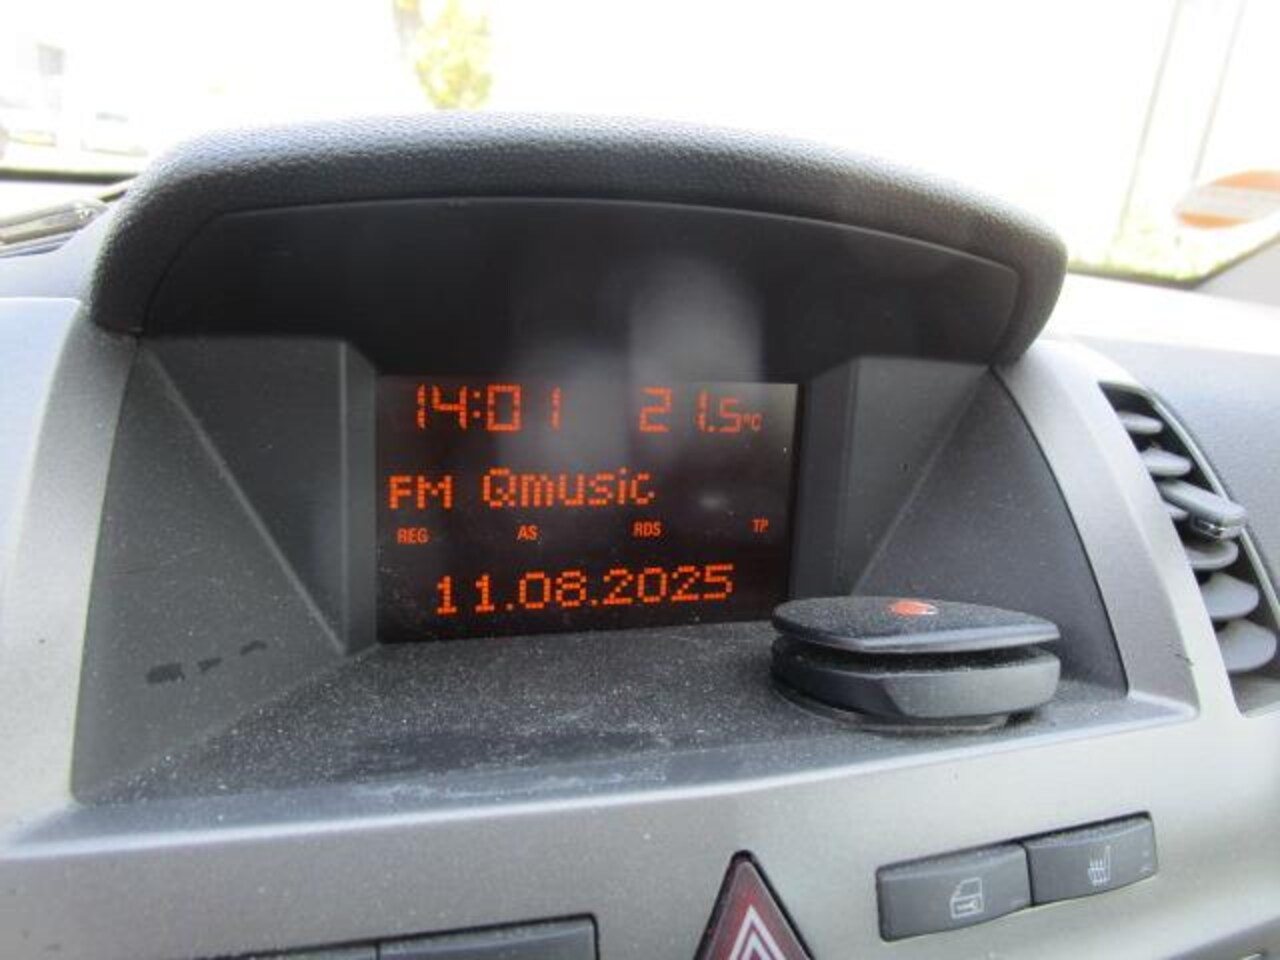 14:01 21.5°C
FM Qmusic
REG AS RDS TP
11.08.2025